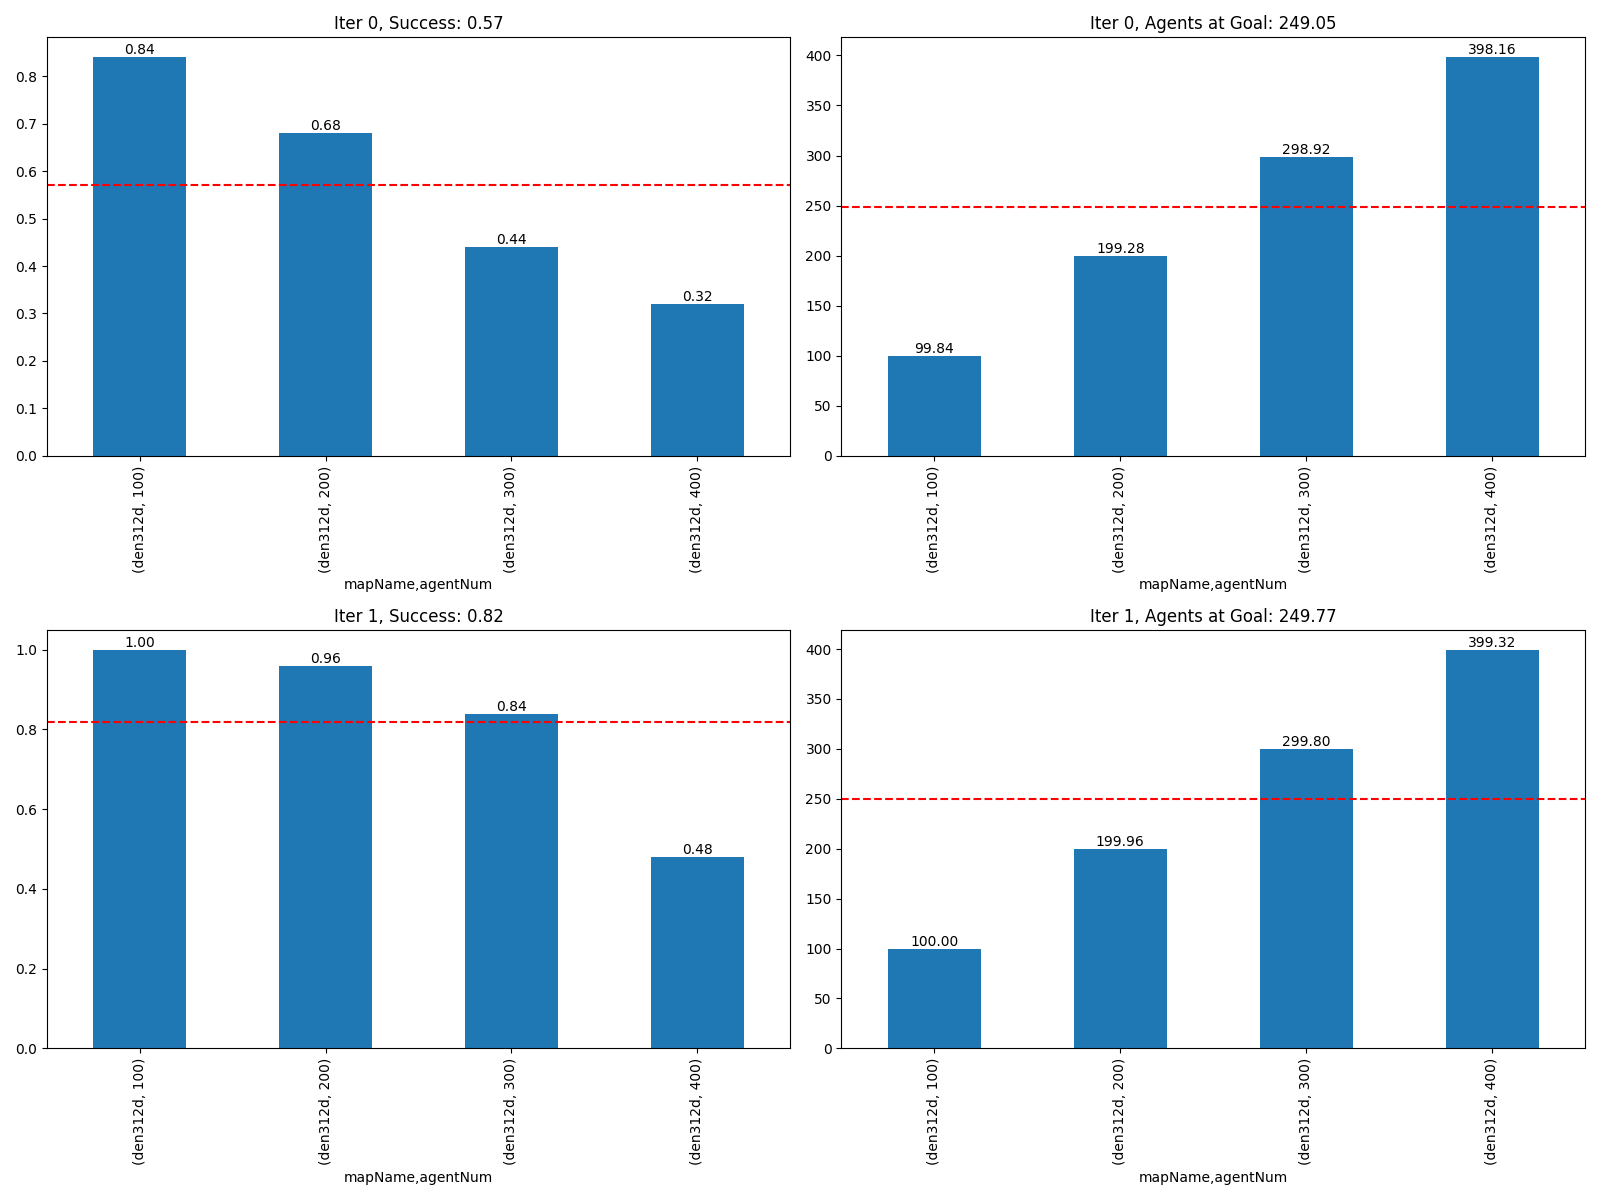 Iter 0, Success: 0.57
0.84
0.68
0.44
0.32
0.8
0.7
0.6
0.5
0.4
0.3
0.2
0.1
0.0
(den312d, 100)
(den312d, 200)
(den312d, 300)
(den312d, 400)
mapName,agentNum
Iter 0, Agents at Goal: 249.05
99.84
199.28
298.92
398.16
400
350
300
250
200
150
100
50
0
(den312d, 100)
(den312d, 200)
(den312d, 300)
(den312d, 400)
mapName,agentNum
Iter 1, Success: 0.82
1.00
0.96
0.84
0.48
1.0
0.8
0.6
0.4
0.2
0.0
(den312d, 100)
(den312d, 200)
(den312d, 300)
(den312d, 400)
mapName,agentNum
Iter 1, Agents at Goal: 249.77
100.00
199.96
299.80
399.32
400
350
300
250
200
150
100
50
0
(den312d, 100)
(den312d, 200)
(den312d, 300)
(den312d, 400)
mapName,agentNum